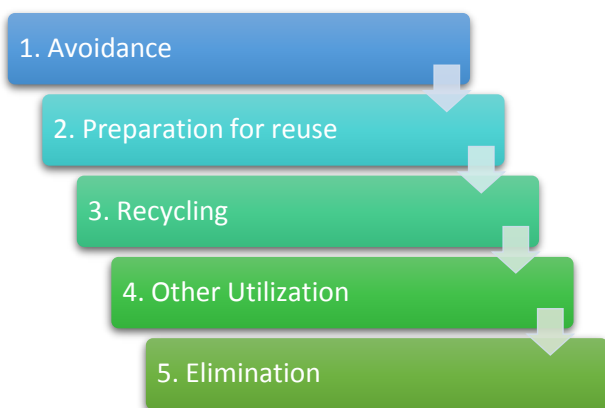 1. Avoidance
2. Preparation for reuse
3. Recycling
4. Other Utilization
5. Elimination